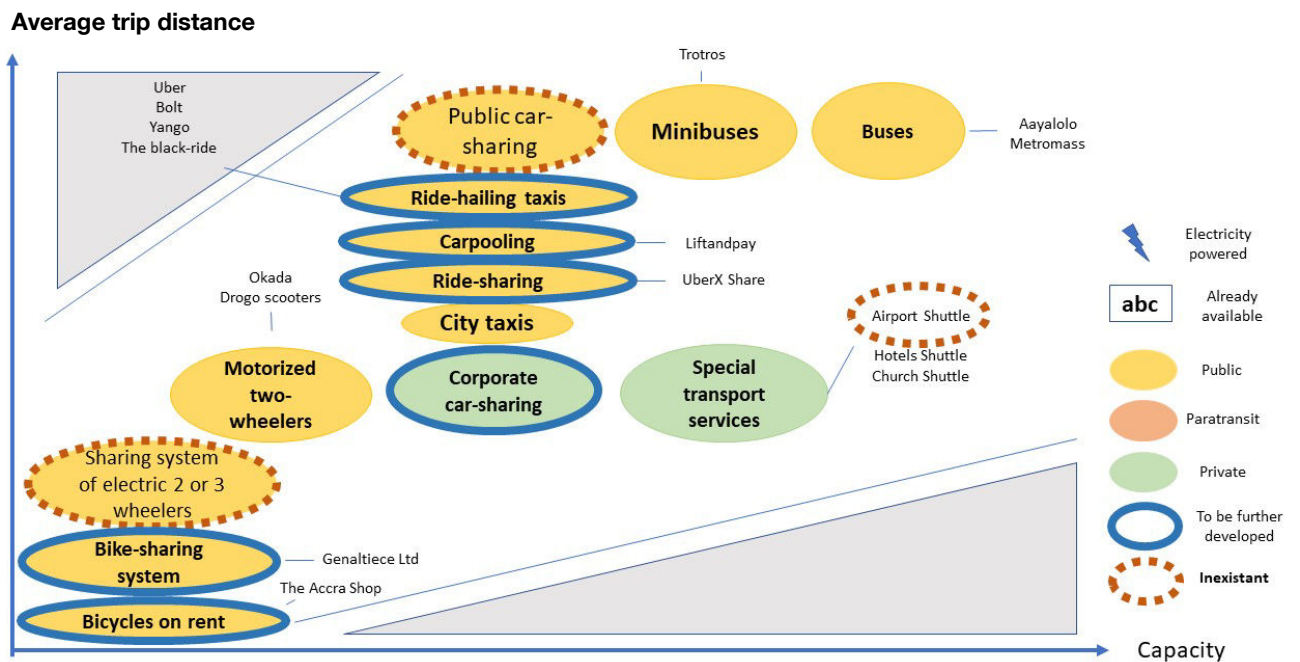 Average trip distance
Uber
Bolt
Yango
The black-ride
Trotros
Public car-
sharing
Minibuses
Buses
Aayalolo
Metromass
Ride-hailing taxis
Carpooling
Liftandpay
Ride-sharing
UberX Share
Okada
Drogo scooters
City taxis
Airport Shuttle
Hotels Shuttle
Church Shuttle
Motorized
two-
wheelers
Corporate
car-sharing
Special
transport
services
Sharing system
of electric 2 or 3
wheelers
Bike-sharing
system
Genaltiece Ltd
The Accra Shop
Bicycles on rent
Electricity
powered
abc
Already
available
Public
Paratransit
Private
To be further
developed
Inexistant
Capacity